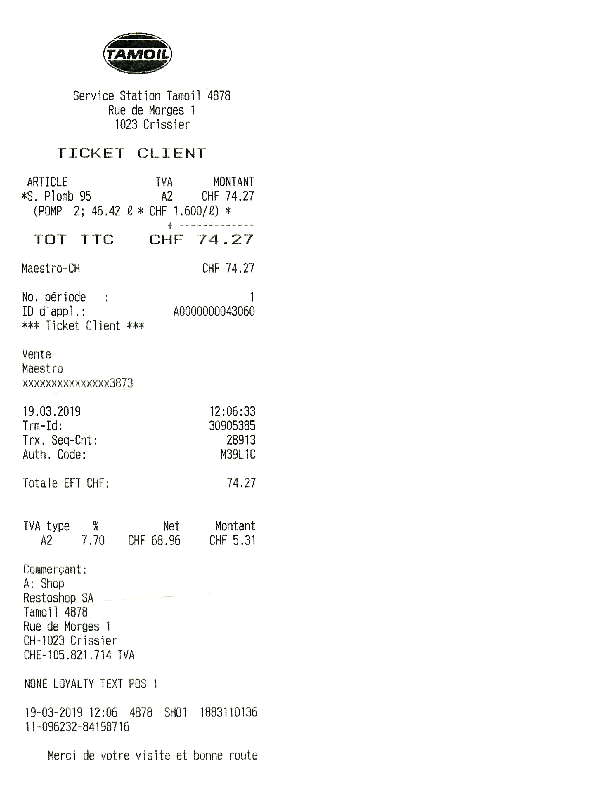 TAMOIL
Service Station Tamoil 4878
Rue de Morges 1
1023 Crissier
TICKET CLIENT
ARTICLE TVA MONTANT
*S. Plomb 95 A2 CHF 74.27
(POMP 2; 46.42 ℓ * CHF 1.600/ℓ) *
* -------------
TOT TTC CHF 74.27
Maestro-CH CHF 74.27
No. période : 1
ID d'appl.: A0000000043060
*** Ticket Client ***
Vente
Maestro
xxxxxxxxxxxxxxx3873
19.03.2019 12:06:33
Trm-Id: 30905385
Trx. Seq-Cnt: 28913
Auth. Code: M39L1C
Totale EFT CHF: 74.27
TVA type % Net Montant
A2 7.70 CHF 68.96 CHF 5.31
Commerçant:
A: Shop
Restoshop SA
Tamoil 4878
Rue de Morges 1
CH-1023 Crissier
CHE-105.821.714 TVA
NONE LOYALTY TEXT POS 1
19-03-2019 12:06 4878 SH01 1883110136
11-096232-84158716
Merci de votre visite et bonne route